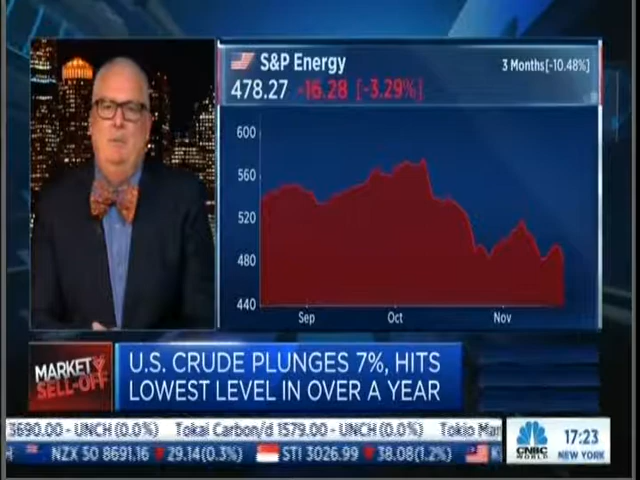 S&P Energy
3 Months[-10.48%]
478.27 -16.28 [-3.29%]
600
560
520
480
440
Sep Oct Nov
MARKET SELL-OFF
U.S. CRUDE PLUNGES 7%, HITS
LOWEST LEVEL IN OVER A YEAR
3690.00 - UNCH (0.0%) Tokai Carbon/d 1579.00 - UNCH (0.0%) Tokio Mar
NZX 50 8691.16 29.14(0.3%) STI 3026.99 38.08(1.2%)
CNBC
WORLD
17:23
NEW YORK